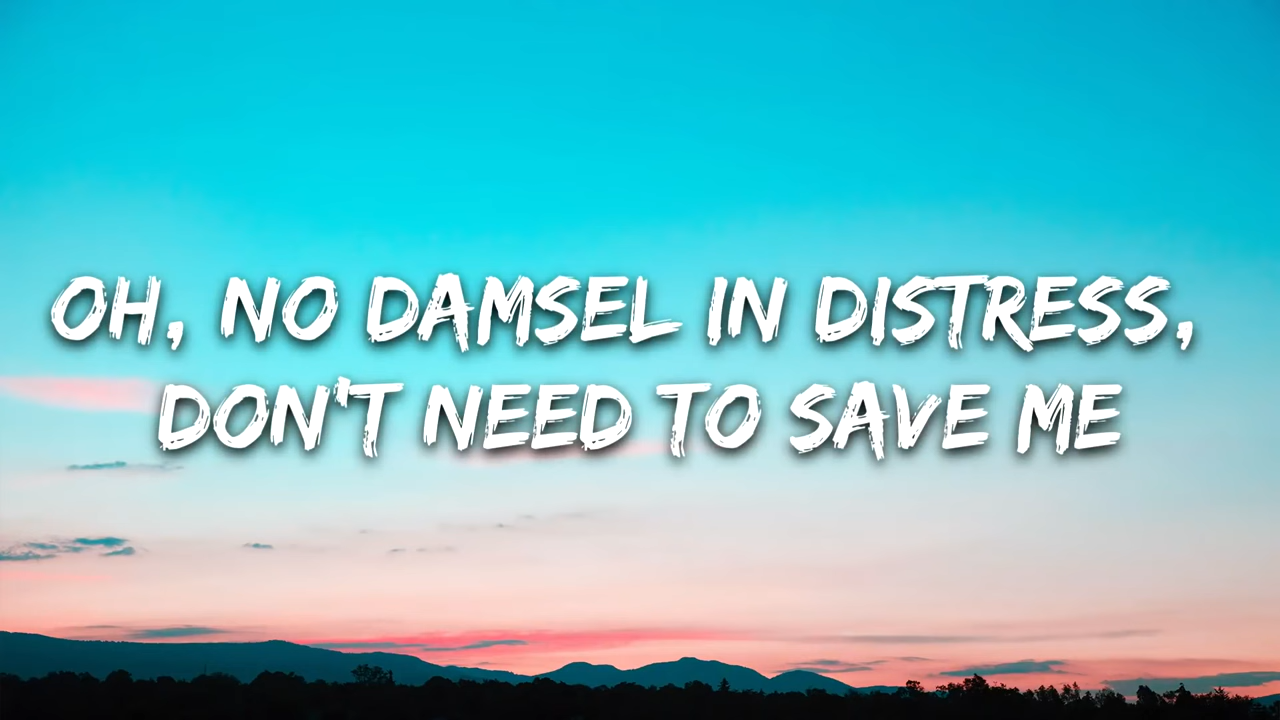 OH, NO DAMSEL IN DISTRESS,
DON'T NEED TO SAVE ME